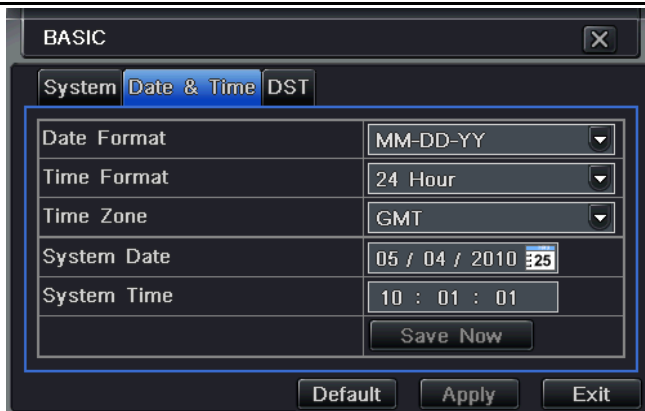 BASIC
System Date & Time DST
Date Format MM-DD-YY
Time Format 24 Hour
Time Zone GMT
System Date 05 / 04 / 2010 25
System Time 10 : 01 : 01
Save Now
Default Apply Exit